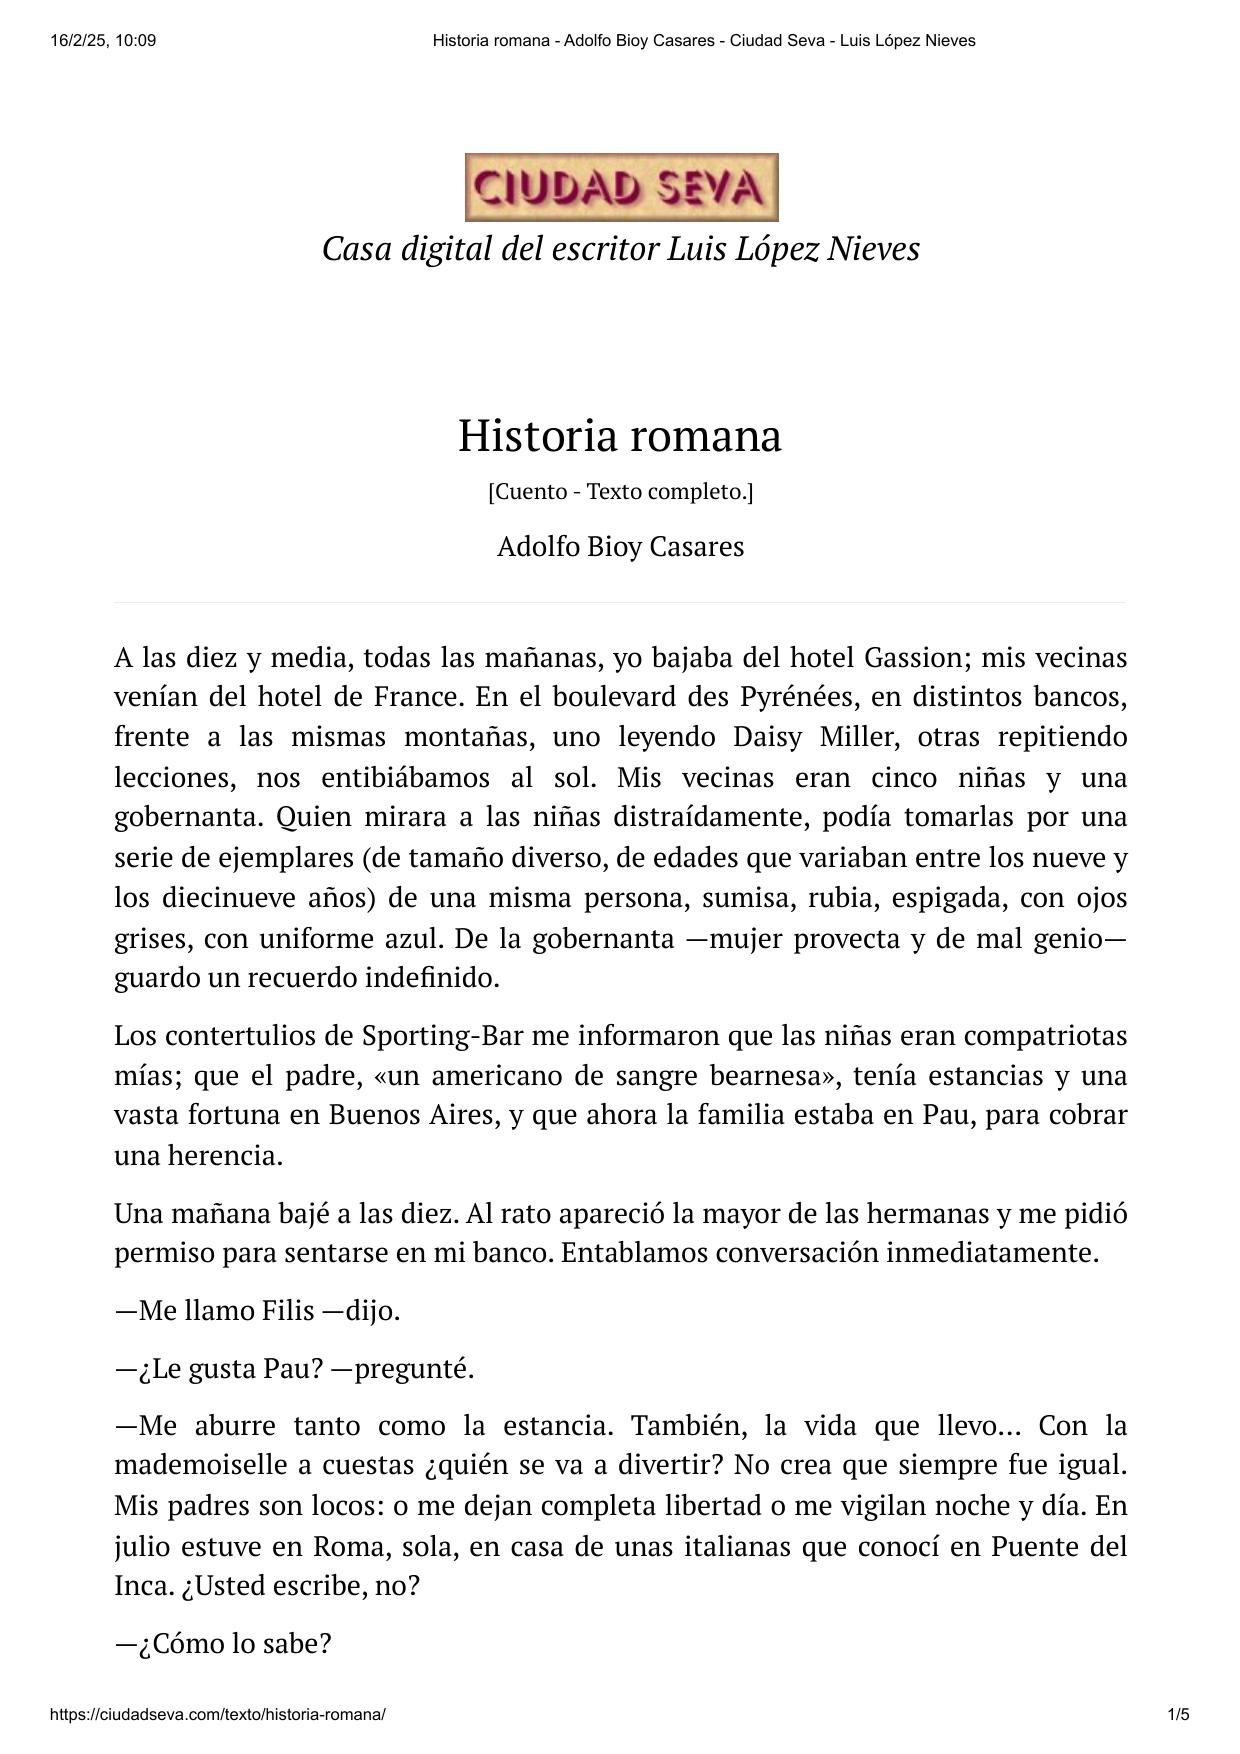 16/2/25, 10:09
Historia romana - Adolfo Bioy Casares - Ciudad Seva - Luis López Nieves
CIUDAD SEVA
Casa digital del escritor Luis López Nieves
Historia romana
[Cuento - Texto completo.]
Adolfo Bioy Casares
A las diez y media, todas las mañanas, yo bajaba del hotel Gassion; mis vecinas
venían del hotel de France. En el boulevard des Pyrénées, en distintos bancos,
frente a las mismas montañas, uno leyendo Daisy Miller, otras repitiendo
lecciones, nos entibiábamos al sol. Mis vecinas eran cinco niñas y una
gobernanta. Quien mirara a las niñas distraídamente, podía tomarlas por una
serie de ejemplares (de tamaño diverso, de edades que variaban entre los nueve y
los diecinueve años) de una misma persona, sumisa, rubia, espigada, con ojos
grises, con uniforme azul. De la gobernanta —mujer provecta y de mal genio—
guardo un recuerdo indefinido.
Los contertulios de Sporting-Bar me informaron que las niñas eran compatriotas
mías; que el padre, «un americano de sangre bearnesa», tenía estancias y una
vasta fortuna en Buenos Aires, y que ahora la familia estaba en Pau, para cobrar
una herencia.
Una mañana bajé a las diez. Al rato apareció la mayor de las hermanas y me pidió
permiso para sentarse en mi banco. Entablamos conversación inmediatamente.
—Me llamo Filis —dijo.
—¿Le gusta Pau? —pregunté.
—Me aburre tanto como la estancia. También, la vida que llevo… Con la
mademoiselle a cuestas ¿quién se va a divertir? No crea que siempre fue igual.
Mis padres son locos: o me dejan completa libertad o me vigilan noche y día. En
julio estuve en Roma, sola, en casa de unas italianas que conocí en Puente del
Inca. ¿Usted escribe, no?
—¿Cómo lo sabe?
https://ciudadseva.com/texto/historia-romana/
1/5